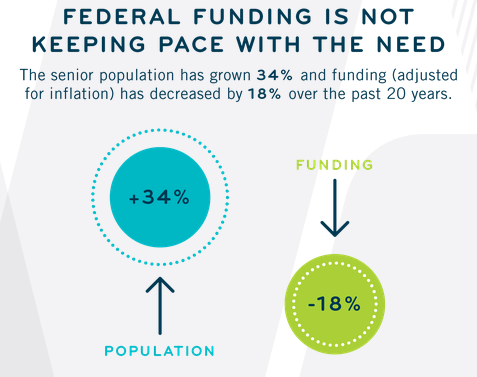 FEDERAL FUNDING IS NOT
KEEPING PACE WITH THE NEED
The senior population has grown 34% and funding (adjusted
for inflation) has decreased by 18% over the past 20 years.
FUNDING
+34%
-18%
POPULATION